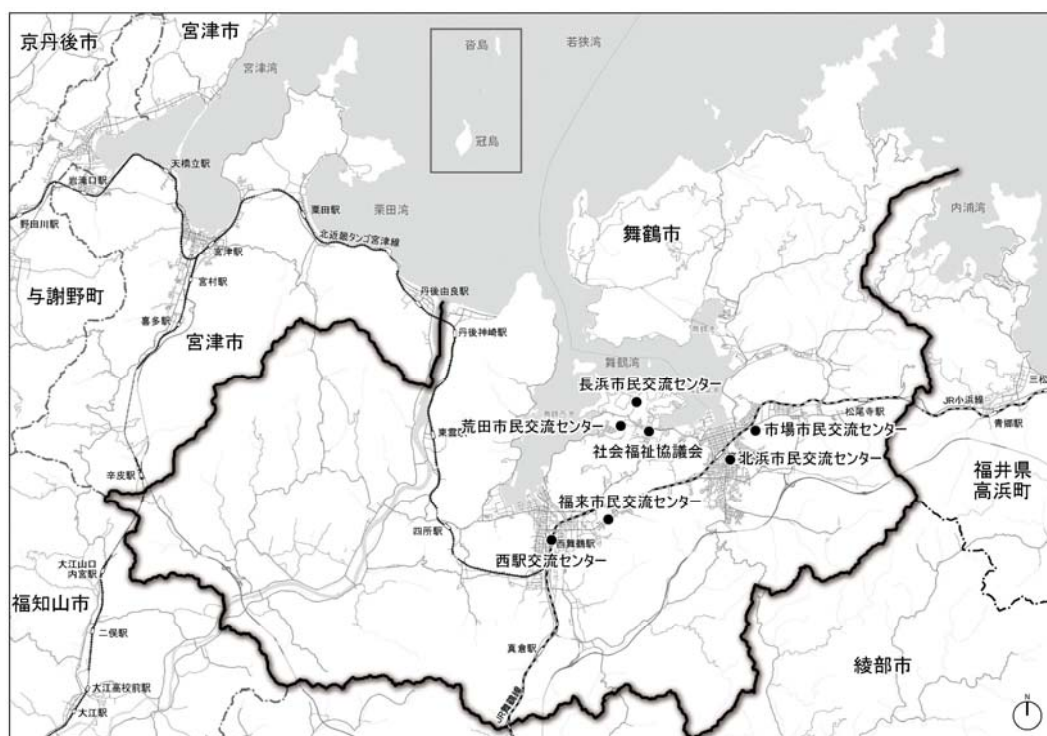 京丹後市
宮津市
宮津湾
沓島
冠島
若狭湾
天橋立駅
岩滝口駅
野田川駅
栗田駅
栗田湾
北近畿タンゴ宮津線
宮津駅
宮村駅
与謝野町
喜多駅
宮津市
丹後由良駅
丹後神崎駅
舞鶴市
内浦湾
舞鶴湾
長浜市民交流センター
荒田市民交流センター
社会福祉協議会
松尾寺駅
市場市民交流センター
北浜市民交流センター
JR小浜線
三松
青郷駅
福井県
高浜町
東雲
辛皮駅
四所駅
福来市民交流センター
西舞鶴駅
西駅交流センター
大江山口
内宮駅
福知山市
二俣駅
大江高校前駅
大江駅
真倉駅
JR舞鶴線
綾部市
N